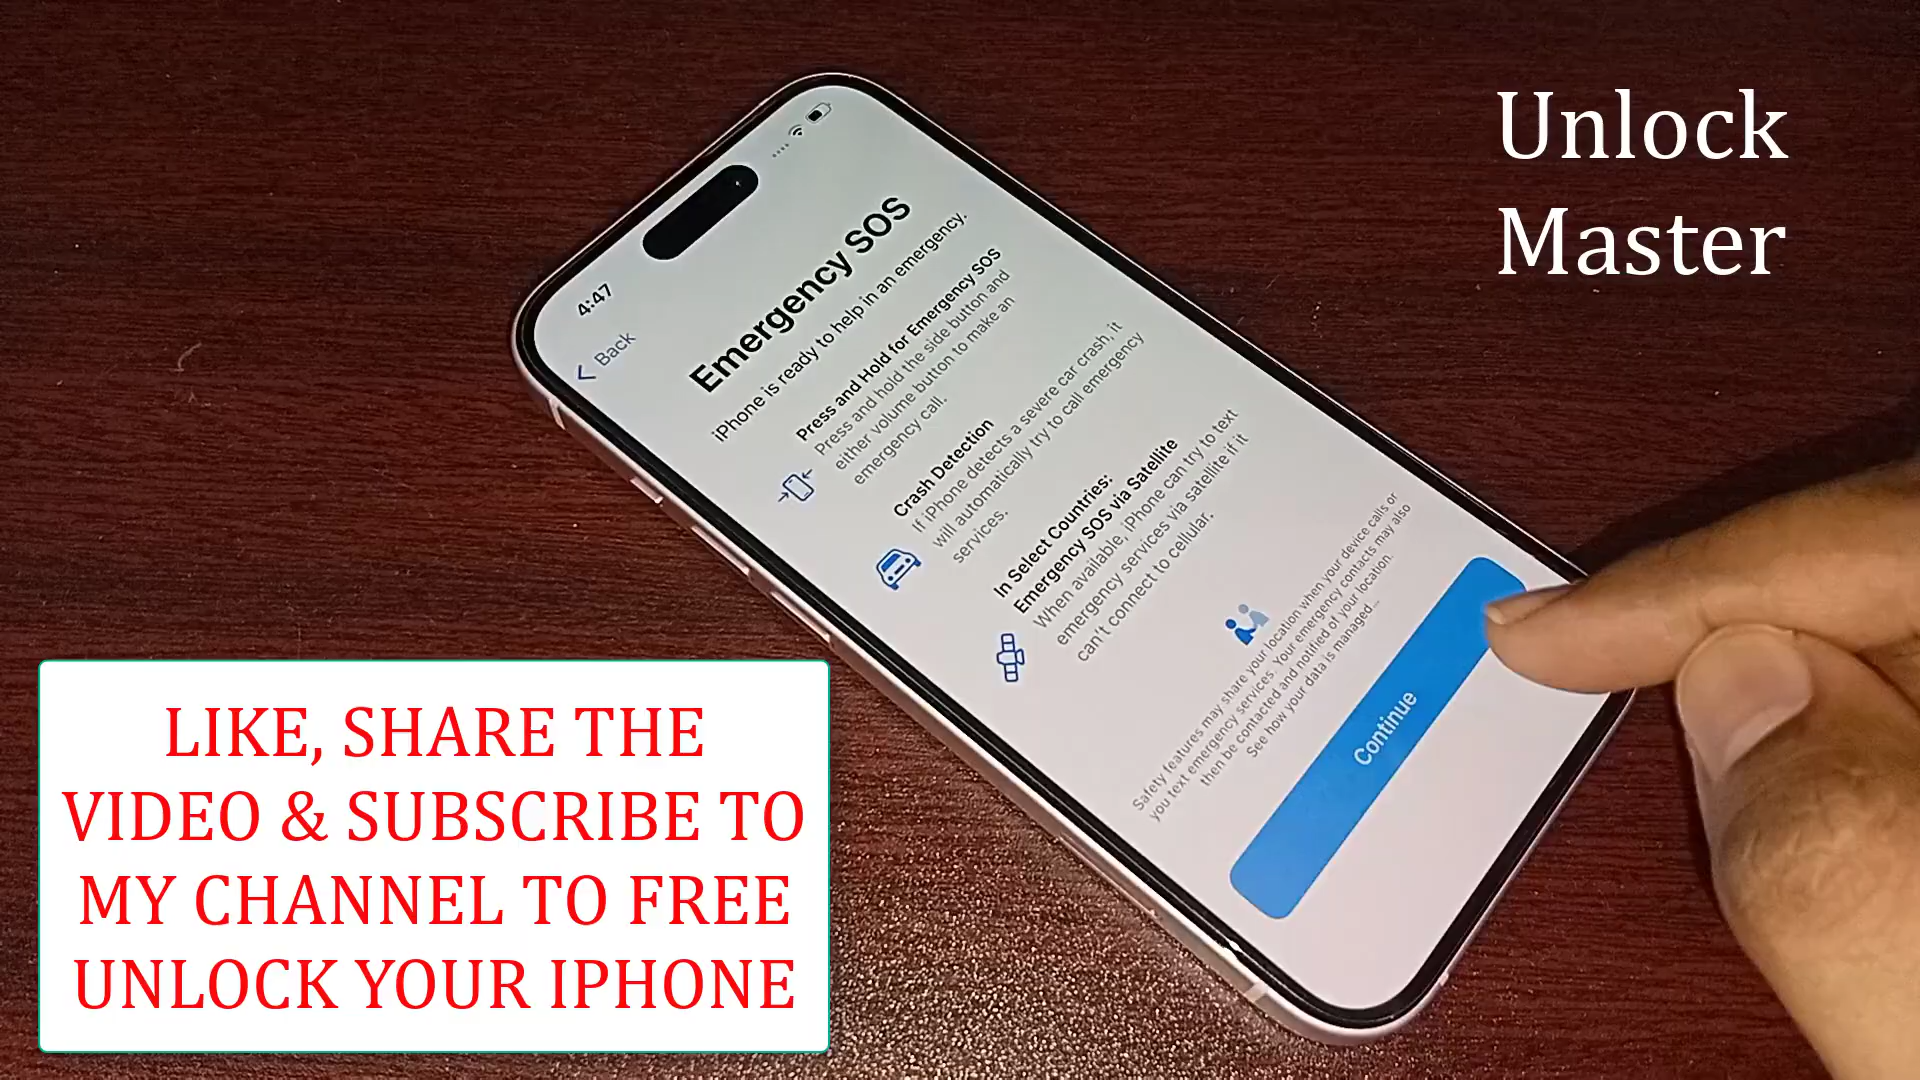 Unlock
Master
4:47
Back
Emergency SOS
iPhone is ready to help in an emergency.
Press and Hold for Emergency SOS
Press and hold the side button and
either volume button to make an
emergency call.
Crash Detection
If iPhone detects a severe car crash, it
will automatically try to call emergency
services.
In Select Countries:
Emergency SOS via Satellite
When available, iPhone can try to text
emergency services via satellite if it
can't connect to cellular.
Safety features may share your location when your device calls or
you text emergency services. Your emergency contacts may also
then be contacted and notified of your location.
See how your data is managed...
Continue
LIKE, SHARE THE
VIDEO & SUBSCRIBE TO
MY CHANNEL TO FREE
UNLOCK YOUR IPHONE